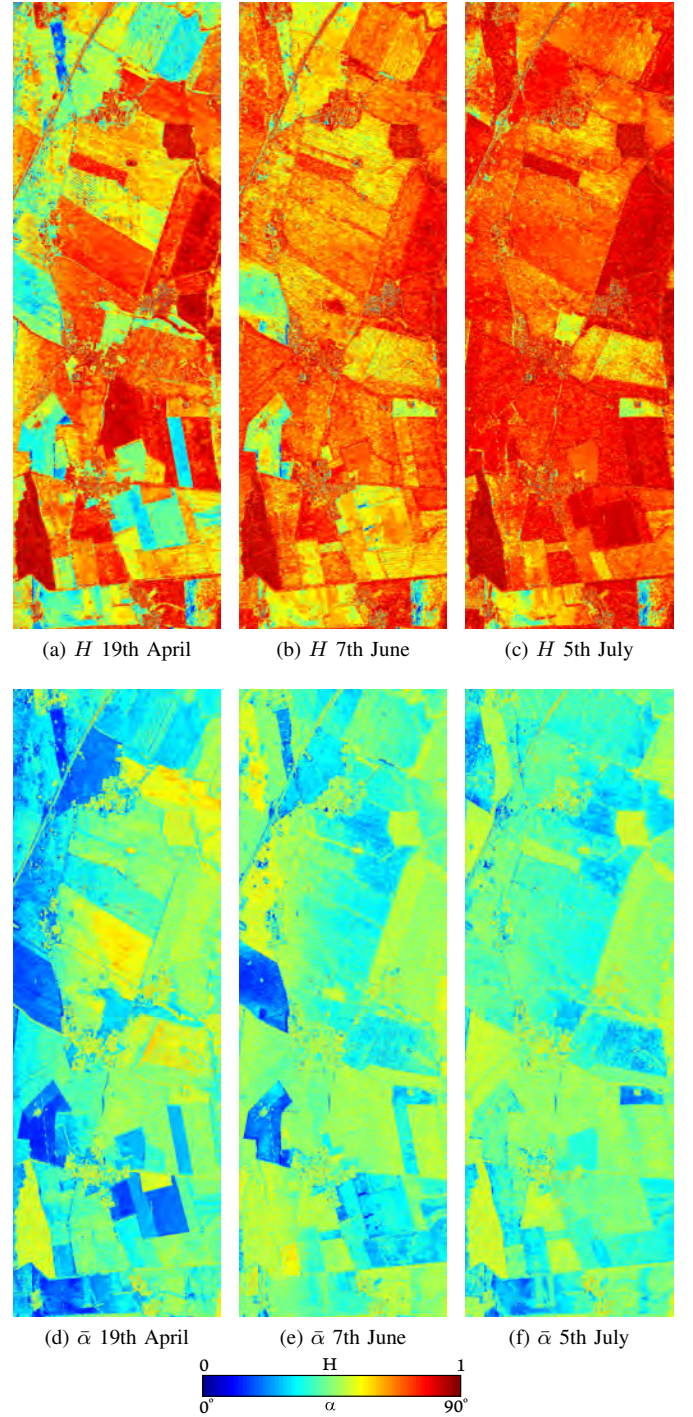 (a) H 19th April
(b) H 7th June
(c) H 5th July
(d) ᾱ 19th April
(e) ᾱ 7th June
(f) ᾱ 5th July
0 H 1
0° α 90°